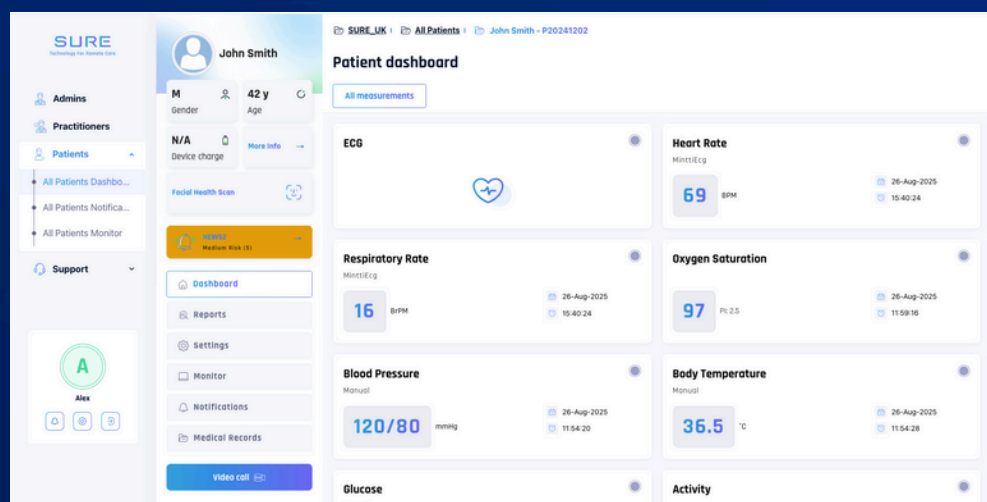 SURE
Technology For Remote Care
Admins
Practitioners
Patients
All Patients Dashbo...
All Patients Notifica...
All Patients Monitor
Support
A
Alex
John Smith
M
Gender
42 y
Age
N/A
Device charge
More Info →
Facial Health Scan
NEWS2 →
Medium Risk (5)
Dashboard
Reports
Settings
Monitor
Notifications
Medical Records
Video call
SURE_UK All Patients John Smith - P20241202
Patient dashboard
All measurements
ECG
Heart Rate
MinttiEcg
69 BPM
26-Aug-2025
15:40:24
Respiratory Rate
MinttiEcg
16 BrPM
26-Aug-2025
15:40:24
Oxygen Saturation
97 PI: 2.5
26-Aug-2025
11:59:16
Blood Pressure
Manual
120/80 mmHg
26-Aug-2025
11:54:20
Body Temperature
Manual
36.5 °C
26-Aug-2025
11:54:28
Glucose
Activity